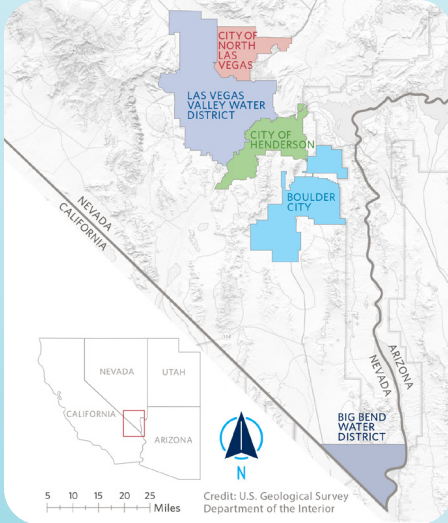 CITY OF
NORTH
LAS
VEGAS
LAS VEGAS
VALLEY WATER
DISTRICT
CITY OF
HENDERSON
BOULDER
CITY
NEVADA
CALIFORNIA
ARIZONA
NEVADA
BIG BEND
WATER
DISTRICT
NEVADA
UTAH
CALIFORNIA
ARIZONA
N
5 10 15 20 25
Miles
Credit: U.S. Geological Survey
Department of the Interior